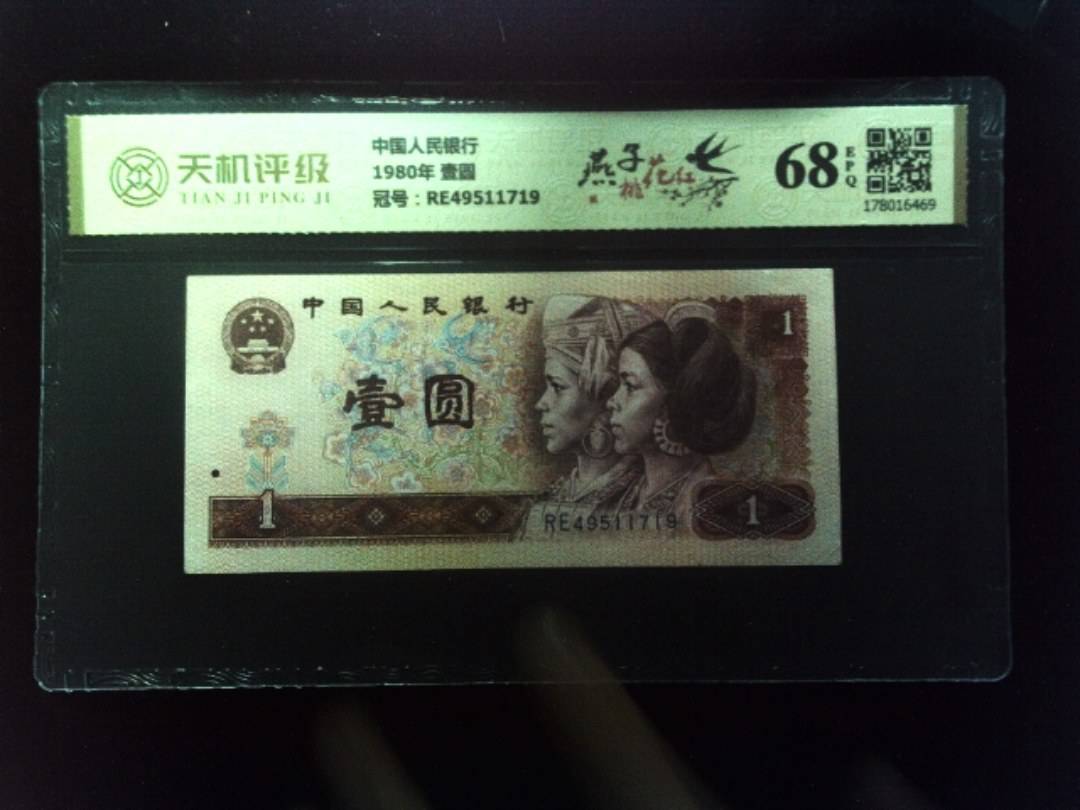 天机评级
TIAN JI PING JI
中国人民银行
1980年 壹圆
冠号：RE49511719
燕子
桃花红
68
EPQ
178016469
中国人民银行
壹圆
1
1
RE49511719
1